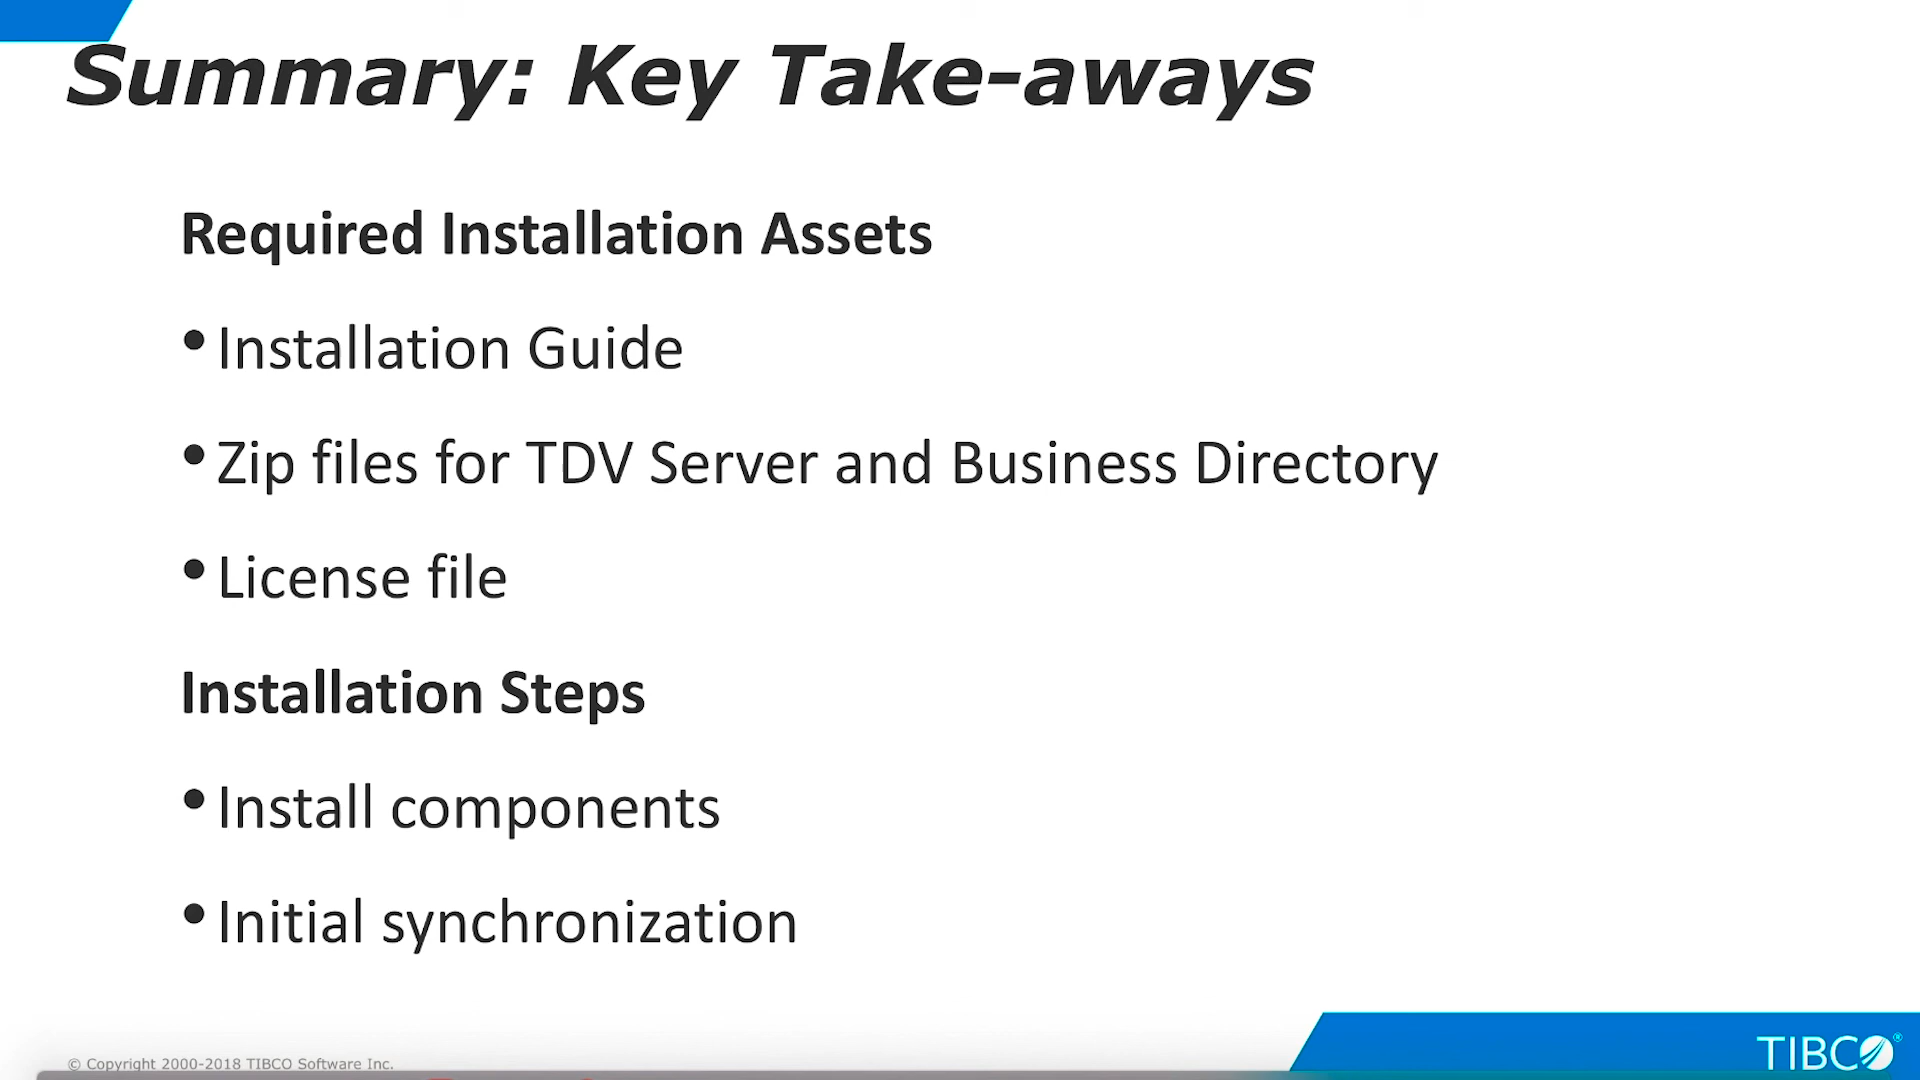 Summary: Key Take-aways
Required Installation Assets
• Installation Guide
• Zip files for TDV Server and Business Directory
• License file
Installation Steps
• Install components
• Initial synchronization
© Copyright 2000-2018 TIBCO Software Inc.
TIBCO®